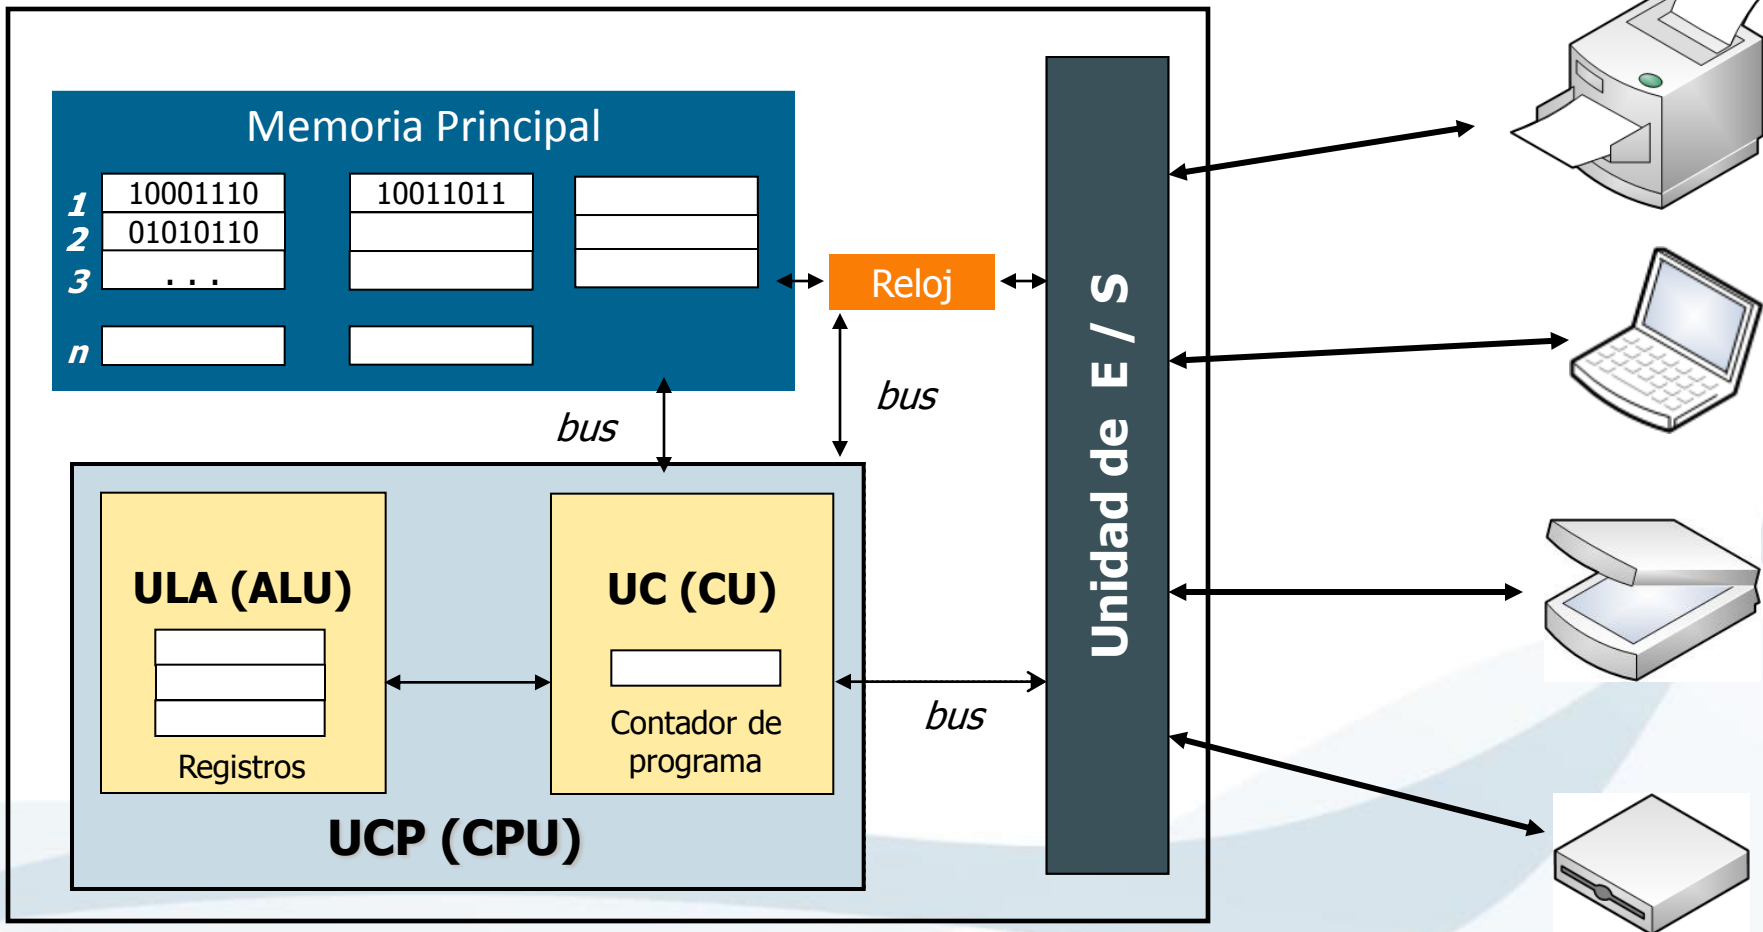 Memoria Principal
1 10001110 10011011
2 01010110
3 . . .
n
Reloj
bus
bus
Unidad de E / S
ULA (ALU)
Registros
UC (CU)
Contador de
programa
bus
UCP (CPU)